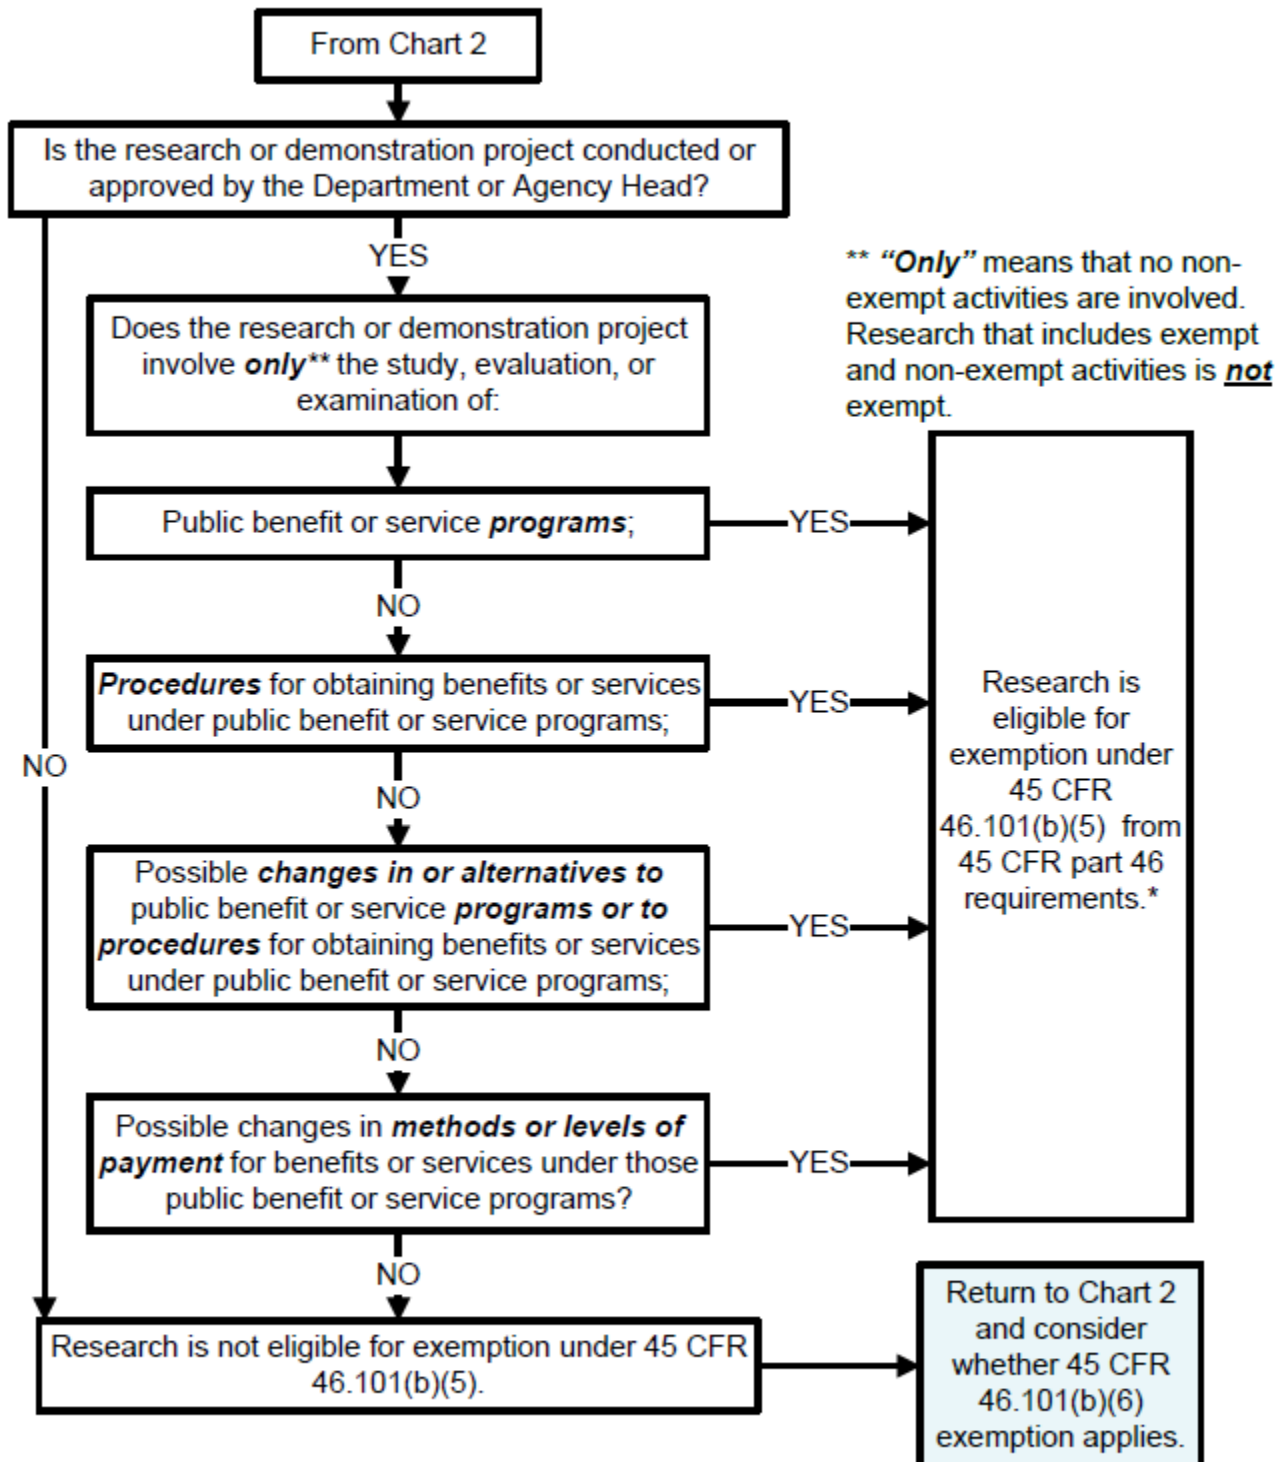 From Chart 2
Is the research or demonstration project conducted or
approved by the Department or Agency Head?
YES
** “Only” means that no non-
exempt activities are involved.
Research that includes exempt
and non-exempt activities is not
exempt.
Does the research or demonstration project
involve only** the study, evaluation, or
examination of:
Public benefit or service programs;
YES
NO
Procedures for obtaining benefits or services
under public benefit or service programs;
YES
NO
NO
Possible changes in or alternatives to
public benefit or service programs or to
procedures for obtaining benefits or services
under public benefit or service programs;
YES
NO
Possible changes in methods or levels of
payment for benefits or services under those
public benefit or service programs?
YES
NO
Research is
eligible for
exemption under
45 CFR
46.101(b)(5) from
45 CFR part 46
requirements.*
Research is not eligible for exemption under 45 CFR
46.101(b)(5).
Return to Chart 2
and consider
whether 45 CFR
46.101(b)(6)
exemption applies.